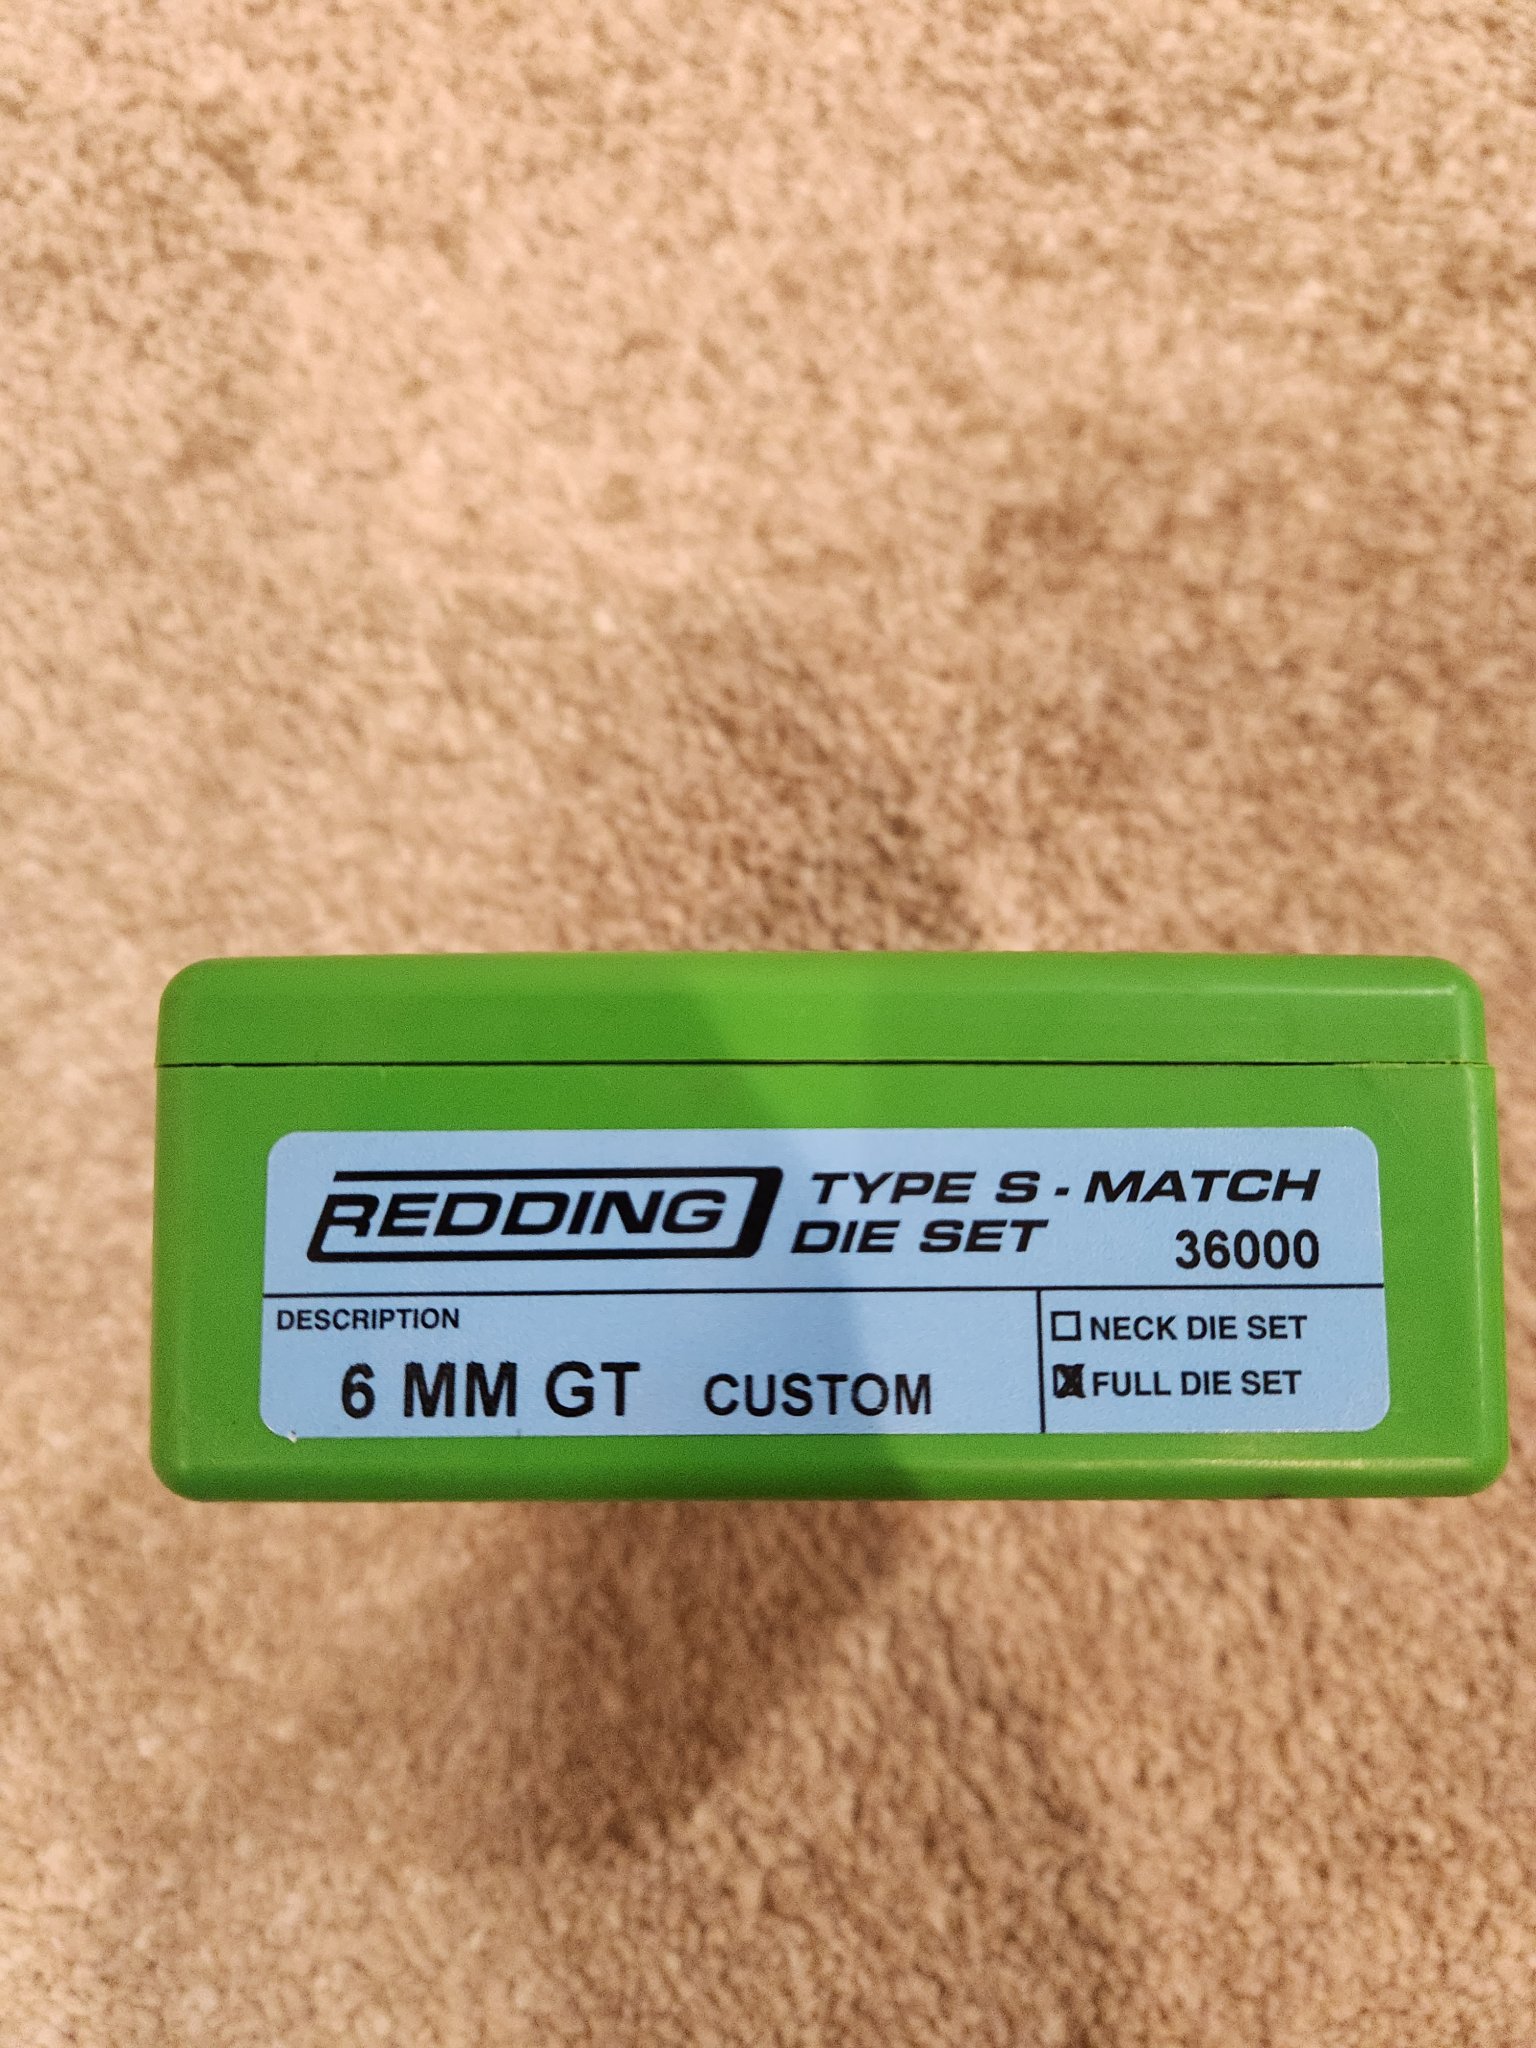 REDDING TYPE S - MATCH
DIE SET 36000
DESCRIPTION
6 MM GT CUSTOM
NECK DIE SET
FULL DIE SET